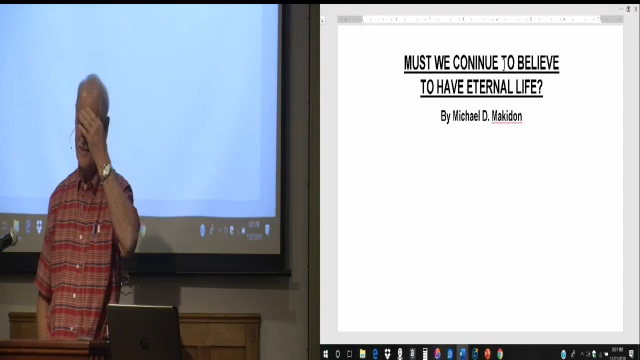 MUST WE CONINUE TO BELIEVE
TO HAVE ETERNAL LIFE?
By Michael D. Makidon